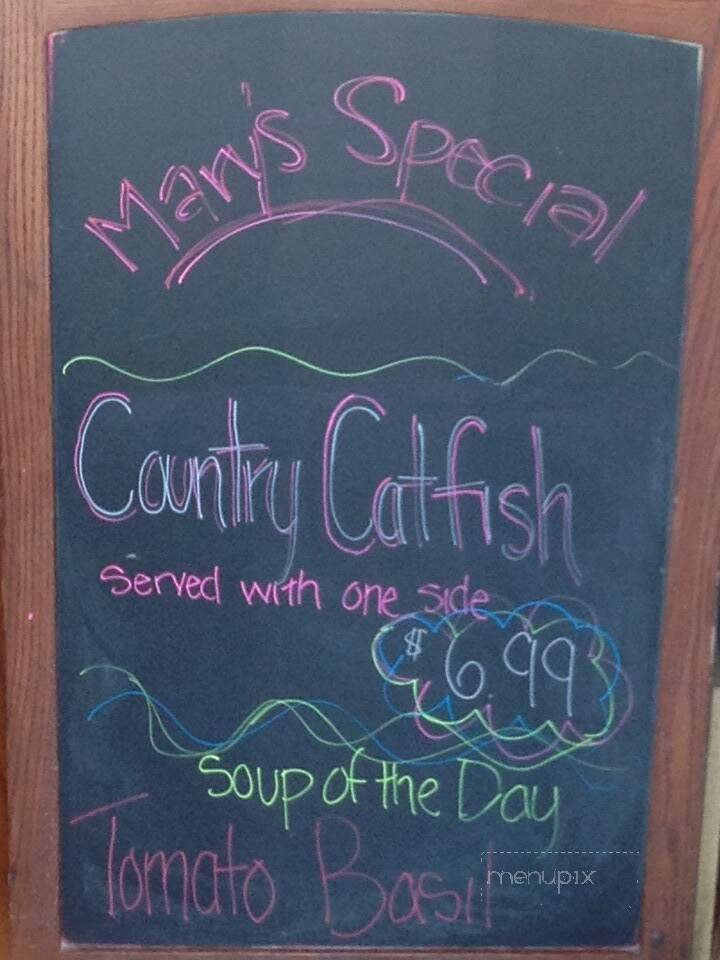 Mary's Special
Country Catfish
Served with one side
$6.99
Soup of the Day
Tomato Basil
menupix